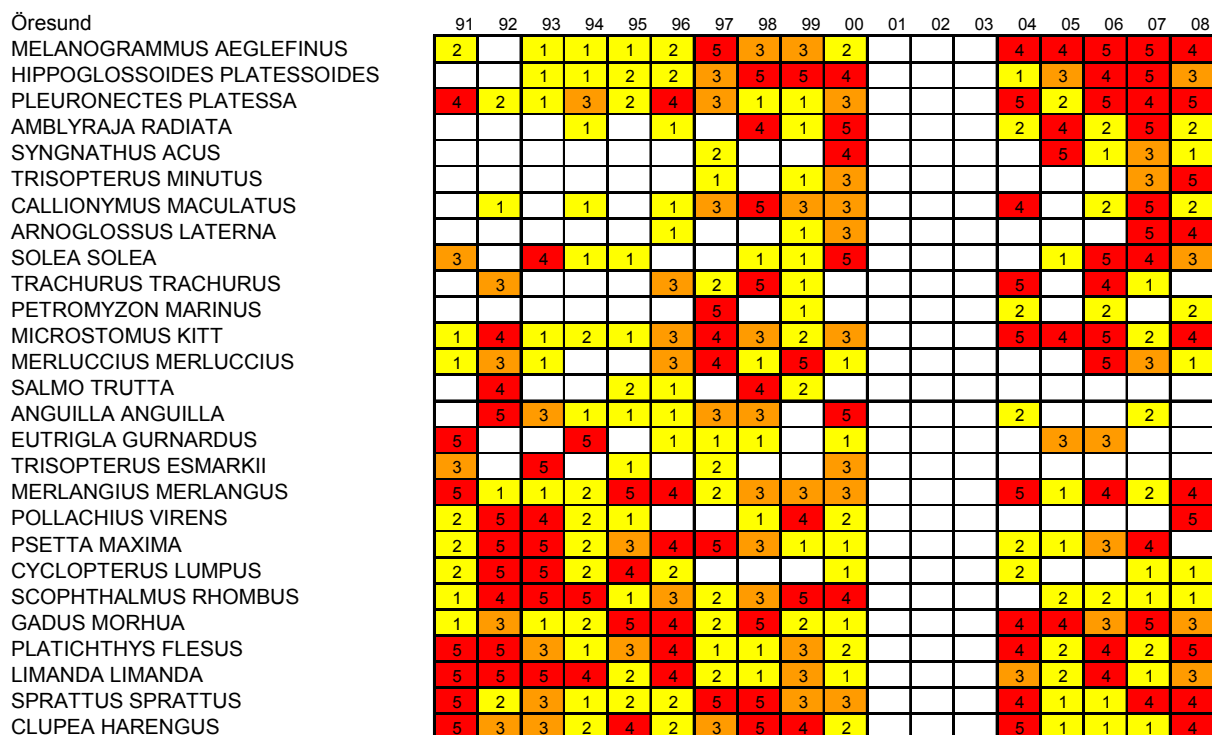 Öresund 91 92 93 94 95 96 97 98 99 00 01 02 03 04 05 06 07 08
MELANOGRAMMUS AEGLEFINUS 2 1 1 1 2 5 3 3 2 4 4 5 5 4
HIPPOGLOSSOIDES PLATESSOIDES 1 1 2 2 3 5 5 4 1 3 4 5 3
PLEURONECTES PLATESSA 4 2 1 3 2 4 3 1 1 3 5 2 5 4 5
AMBLYRAJA RADIATA 1 1 4 1 5 2 4 2 5 2
SYNGNATHUS ACUS 2 4 5 1 3 1
TRISOPTERUS MINUTUS 1 1 3 3 5
CALLIONYMUS MACULATUS 1 1 1 3 5 3 3 4 2 5 2
ARNOGLOSSUS LATERNA 1 1 3 5 4
SOLEA SOLEA 3 4 1 1 1 1 5 1 5 4 3
TRACHURUS TRACHURUS 3 3 2 5 1 5 4 1
PETROMYZON MARINUS 5 1 2 2 2
MICROSTOMUS KITT 1 4 1 2 1 3 4 3 2 3 5 4 5 2 4
MERLUCCIUS MERLUCCIUS 1 3 1 3 4 1 5 1 5 3 1
SALMO TRUTTA 4 2 1 4 2
ANGUILLA ANGUILLA 5 3 1 1 1 3 3 5 2 2
EUTRIGLA GURNARDUS 5 5 1 1 1 1 3 3
TRISOPTERUS ESMARKII 3 5 1 2 3
MERLANGIUS MERLANGUS 5 1 1 2 5 4 2 3 3 3 5 1 4 2 4
POLLACHIUS VIRENS 2 5 4 2 1 1 4 2 5
PSETTA MAXIMA 2 5 5 2 3 4 5 3 1 1 2 1 3 4
CYCLOPTERUS LUMPUS 2 5 5 2 4 2 1 2 1 1
SCOPHTHALMUS RHOMBUS 1 4 5 5 1 3 2 3 5 4 2 2 1 1
GADUS MORHUA 1 3 1 2 5 4 2 5 2 1 4 4 3 5 3
PLATICHTHYS FLESUS 5 5 3 1 3 4 1 1 3 2 4 2 4 2 5
LIMANDA LIMANDA 5 5 5 4 2 4 2 1 3 1 3 2 4 1 3
SPRATTUS SPRATTUS 5 2 3 1 2 2 5 5 3 3 4 1 1 4 4
CLUPEA HARENGUS 5 3 3 2 4 2 3 5 4 2 5 1 1 1 4